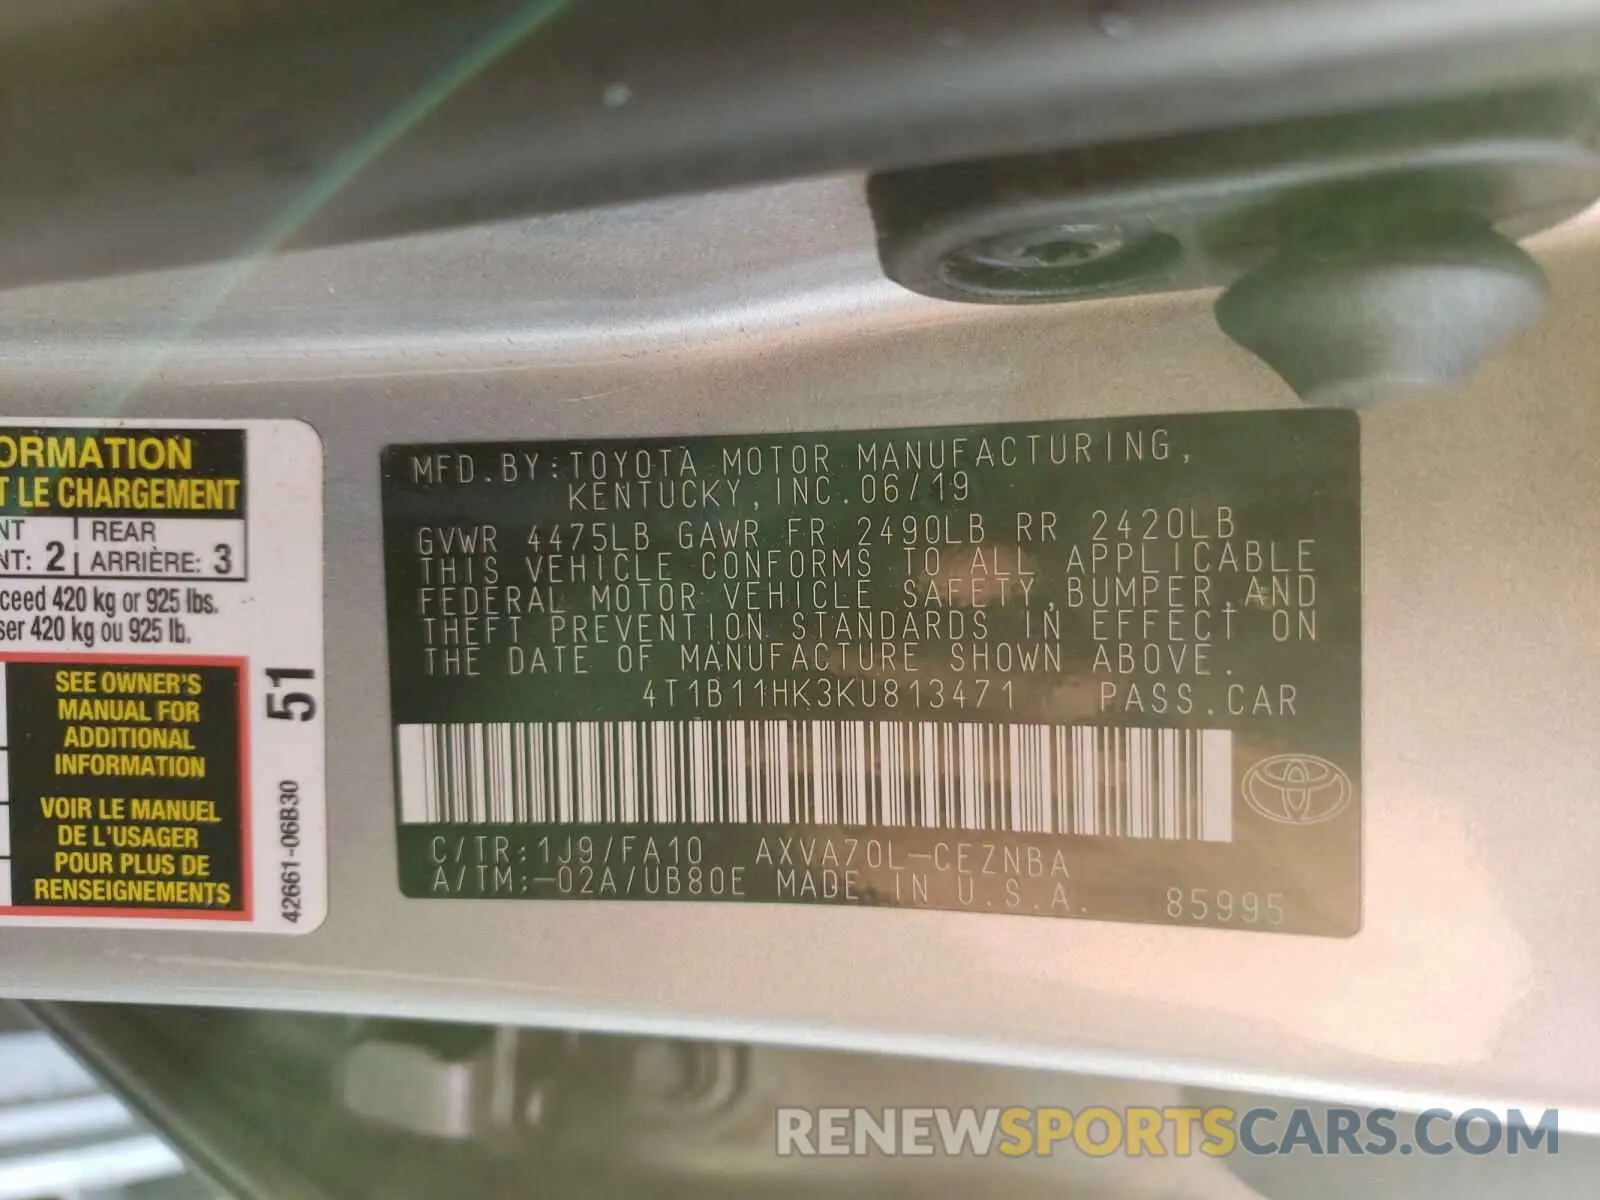 ORMATION
T LE CHARGEMENT
NT REAR
NT: 2 ARRIÈRE: 3
ceed 420 kg or 925 lbs.
ser 420 kg ou 925 lb.
SEE OWNER'S
MANUAL FOR
ADDITIONAL
INFORMATION
VOIR LE MANUEL
DE L'USAGER
POUR PLUS DE
RENSEIGNEMENTS
51
42661-06B30
MFD.BY:TOYOTA MOTOR MANUFACTURING,
KENTUCKY,INC.06/19
GVWR 4475LB GAWR FR 2490LB RR 2420LB
THIS VEHICLE CONFORMS TO ALL APPLICABLE
FEDERAL MOTOR VEHICLE SAFETY,BUMPER,AND
THEFT PREVENTION STANDARDS IN EFFECT ON
THE DATE OF MANUFACTURE SHOWN ABOVE.
4T1B11HK3KU813471 PASS.CAR
C/TR:1J9/FA10 AXVA70L-CEZNBA
A/TM:-02A/UB80E MADE IN U.S.A.
85995
RENEWSPORTSCARS.COM